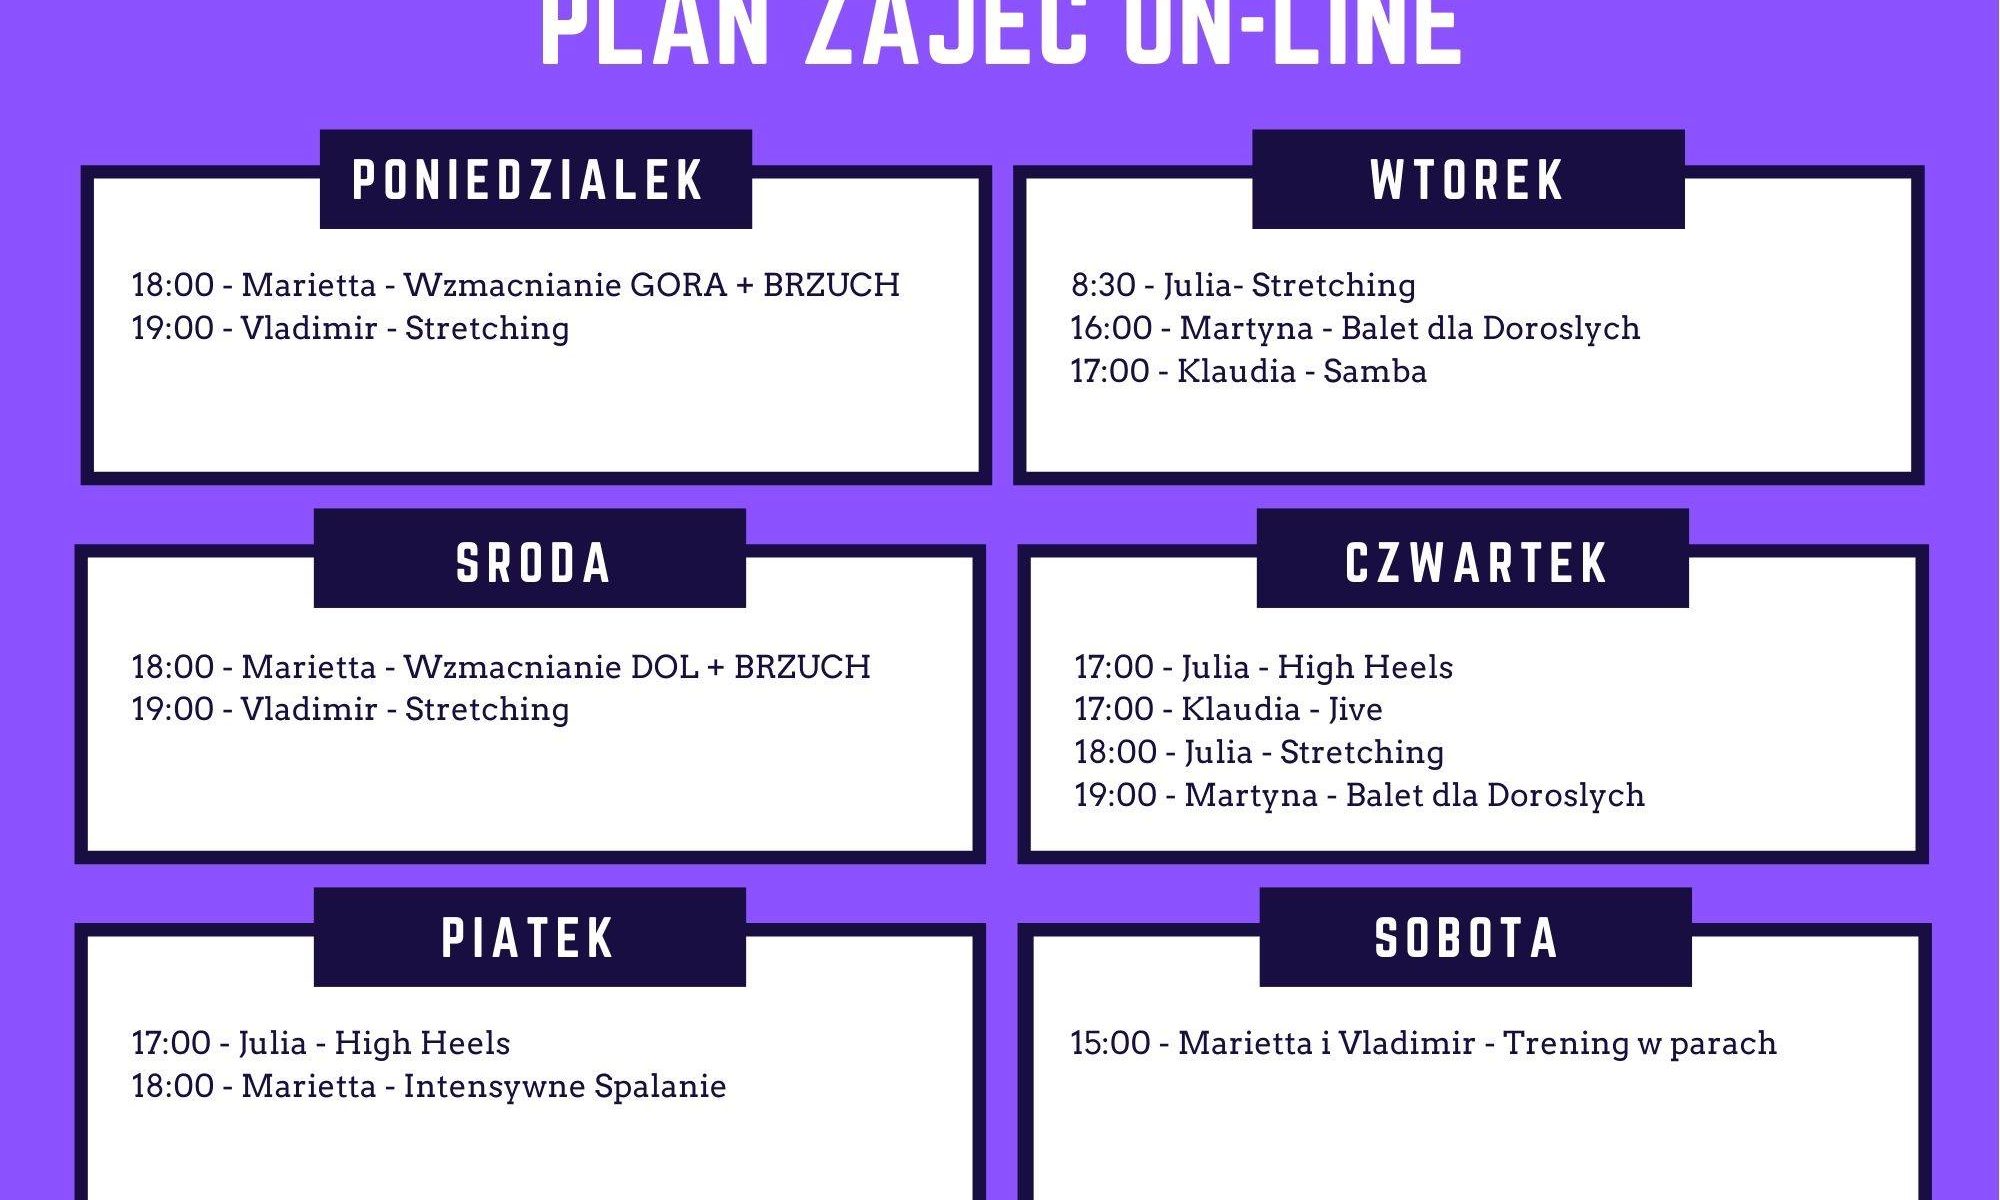 PLAN ZAJEC ON-LINE
PONIEDZIALEK
18:00 - Marietta - Wzmacnianie GORA + BRZUCH
19:00 - Vladimir - Stretching
WTOREK
8:30 - Julia- Stretching
16:00 - Martyna - Balet dla Doroslych
17:00 - Klaudia - Samba
SRODA
18:00 - Marietta - Wzmacnianie DOL + BRZUCH
19:00 - Vladimir - Stretching
CZWARTEK
17:00 - Julia - High Heels
17:00 - Klaudia - Jive
18:00 - Julia - Stretching
19:00 - Martyna - Balet dla Doroslych
PIATEK
17:00 - Julia - High Heels
18:00 - Marietta - Intensywne Spalanie
SOBOTA
15:00 - Marietta i Vladimir - Trening w parach